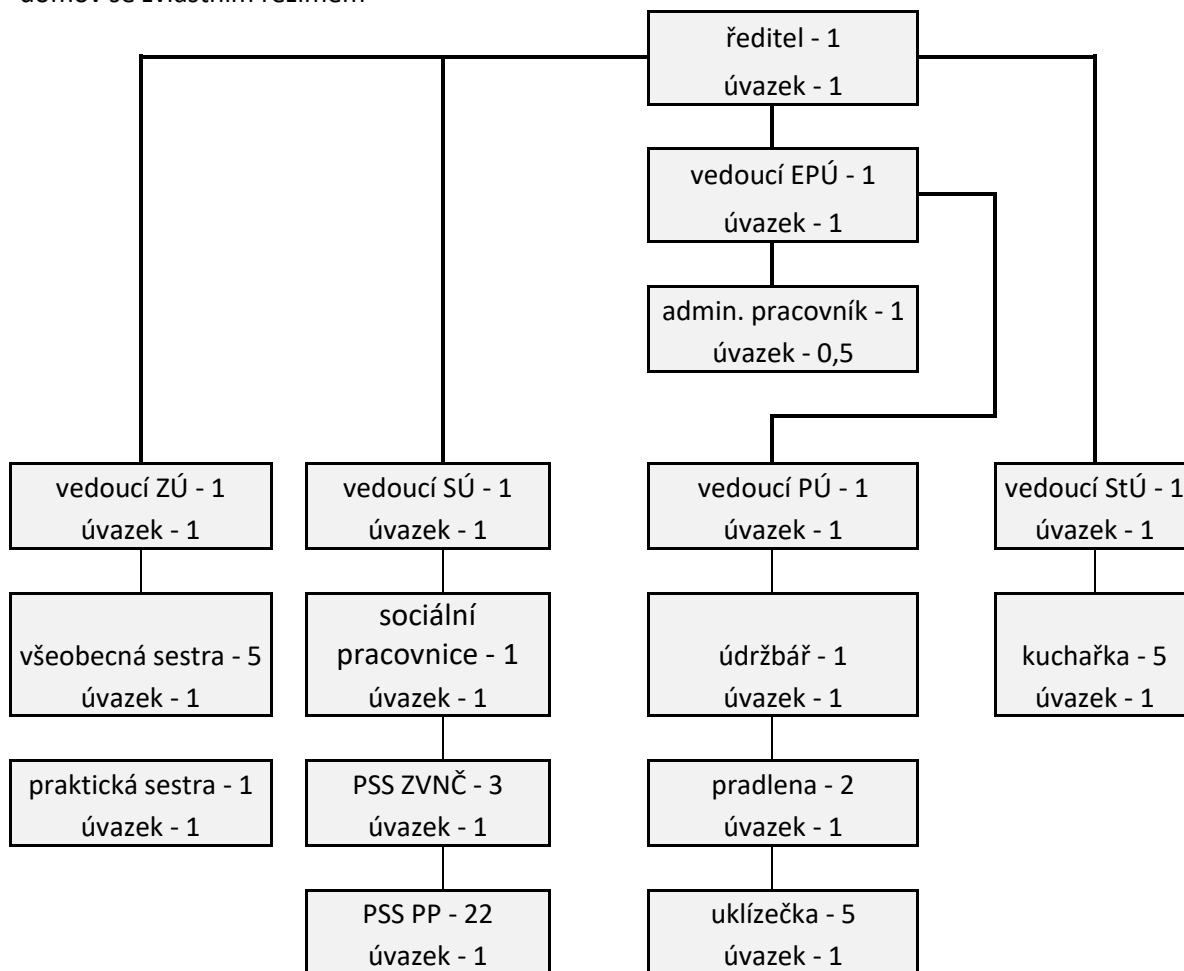 domov se zvláštním režimem
ředitel - 1
úvazek - 1
vedoucí EPÚ - 1
úvazek - 1
admin. pracovník - 1
úvazek - 0,5
vedoucí ZÚ - 1
úvazek - 1
vedoucí SÚ - 1
úvazek - 1
vedoucí PÚ - 1
úvazek - 1
vedoucí StÚ - 1
úvazek - 1
všeobecná sestra - 5
úvazek - 1
sociální
pracovnice - 1
úvazek - 1
údržbář - 1
úvazek - 1
kuchařka - 5
úvazek - 1
praktická sestra - 1
úvazek - 1
PSS ZVNČ - 3
úvazek - 1
pradlena - 2
úvazek - 1
PSS PP - 22
úvazek - 1
uklízečka - 5
úvazek - 1